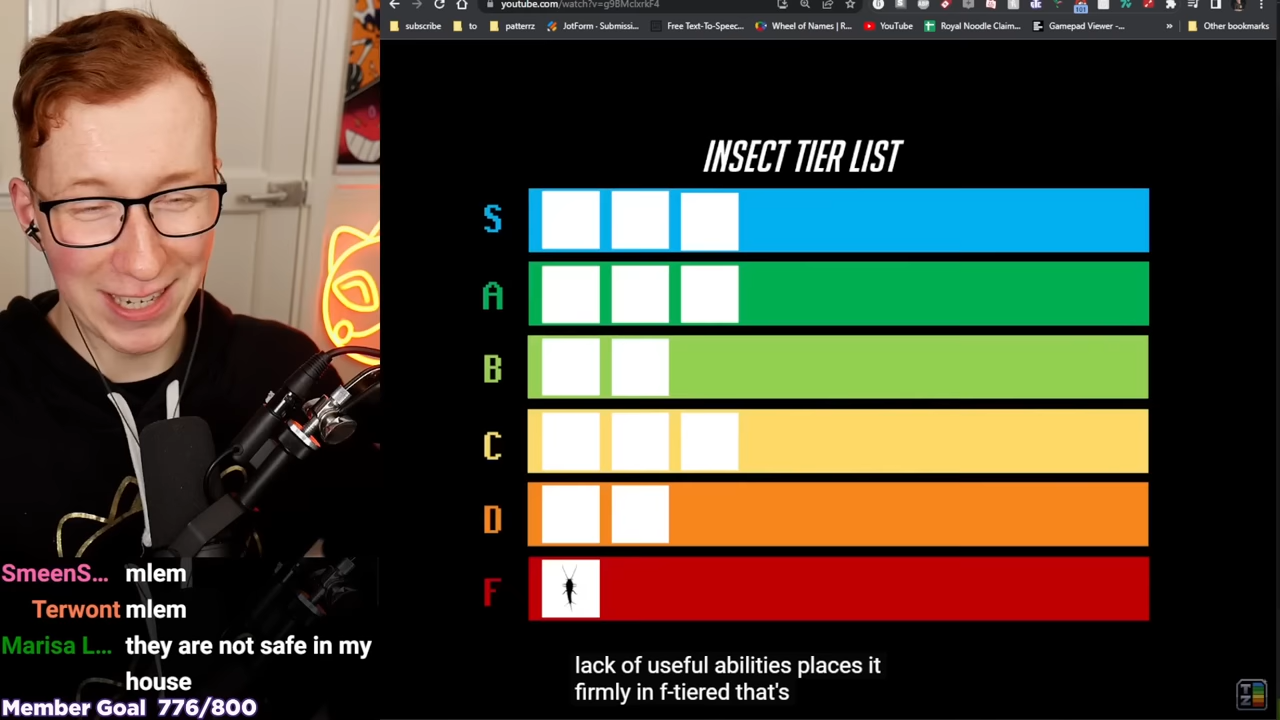 youtube.com/watch?v=g9BMclxrkF4
subscribe to patterrz JotForm · Submissi... Free Text-To-Speec... Wheel of Names | R... YouTube Royal Noodle Claim... Gamepad Viewer -... » Other bookmarks
INSECT TIER LIST
S
A
B
C
D
F
SmeenS... mlem
Terwont mlem
Marisa L... they are not safe in my
house
Member Goal 776/800
lack of useful abilities places it
firmly in f-tiered that's
TZ